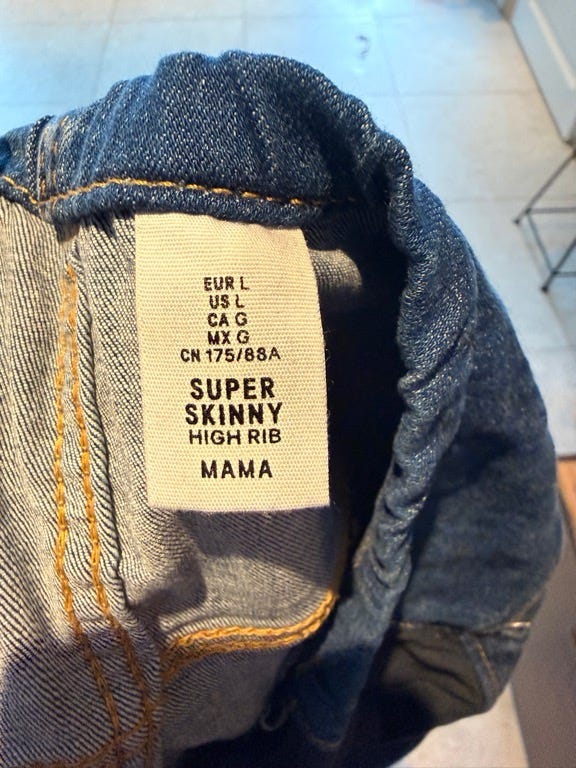 EUR L
US L
CA G
MX G
CN 175/88A
SUPER
SKINNY
HIGH RIB
MAMA